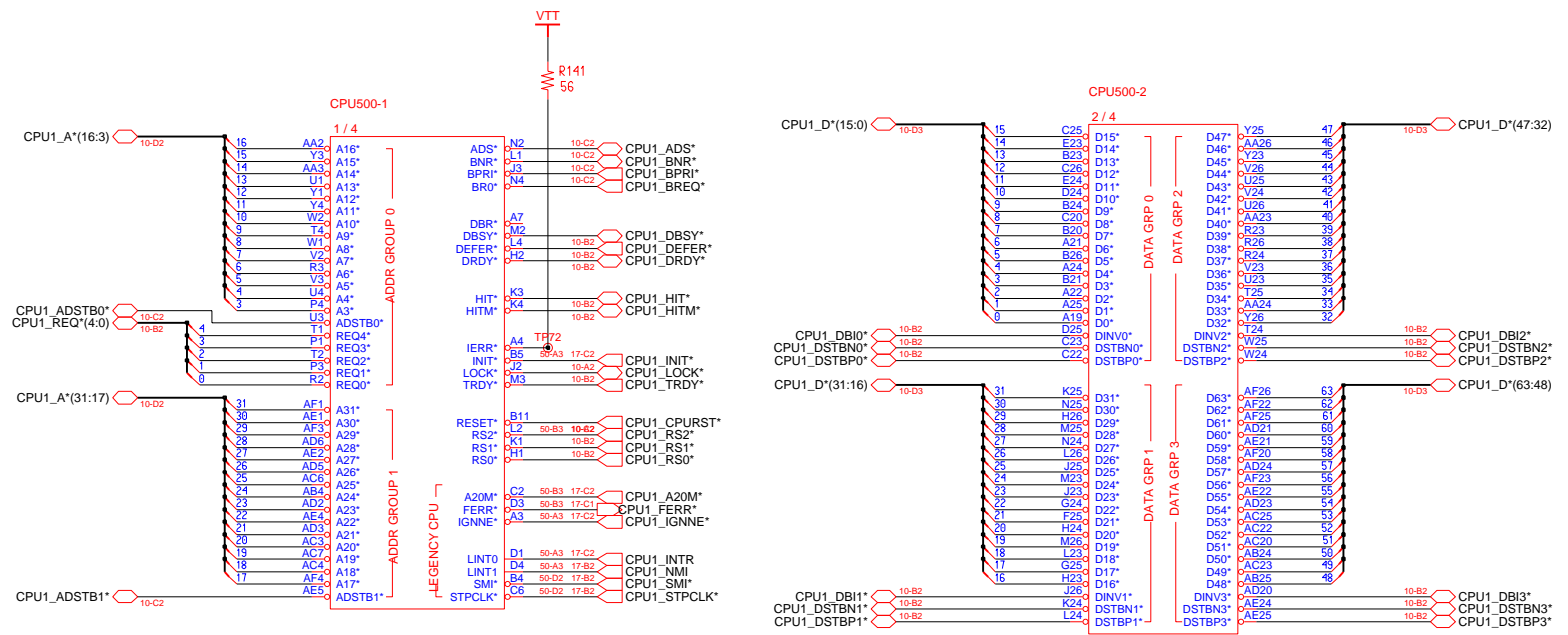 VTT
R141
56
CPU500-1
1 / 4
CPU1_A*(16:3)
10-D2
16 AA2 A16*
15 Y3 A15*
14 AA3 A14*
13 U1 A13*
12 Y1 A12*
11 Y4 A11*
10 W2 A10*
9 T4 A9*
8 W1 A8*
7 V2 A7*
6 R3 A6*
5 V3 A5*
4 U4 A4*
3 P4 A3*
CPU1_ADSTB0* 10-C2 U3 ADSTB0*
CPU1_REQ*(4:0) 10-B2
4 T1 REQ4*
3 P1 REQ3*
2 T2 REQ2*
1 P3 REQ1*
0 R2 REQ0*
ADDR GROUP 0
CPU1_A*(31:17)
10-D2
31 AF1 A31*
30 AE1 A30*
29 AF3 A29*
28 AD6 A28*
27 AE2 A27*
26 AD5 A26*
25 AC6 A25*
24 AB4 A24*
23 AD2 A23*
22 AE4 A22*
21 AD3 A21*
20 AC3 A20*
19 AC7 A19*
18 AC4 A18*
17 AF4 A17*
CPU1_ADSTB1* 10-C2 AE5 ADSTB1*
ADDR GROUP 1
LEGENCY CPU
ADS* N2 10-C2 CPU1_ADS*
BNR* L1 10-C2 CPU1_BNR*
BPRI* J3 10-C2 CPU1_BPRI*
BR0* N4 10-C2 CPU1_BREQ*
DBR* A7
DBSY* M2 CPU1_DBSY*
DEFER* L4 10-B2 CPU1_DEFER*
DRDY* H2 10-B2 CPU1_DRDY*
10-B2
HIT* K3 CPU1_HIT*
HITM* K4 10-B2 CPU1_HITM*
10-B2
IERR* A4 TP72
INIT* B5 50-A3 17-C2 CPU1_INIT*
LOCK* J2 10-A2 CPU1_LOCK*
TRDY* M3 10-B2 CPU1_TRDY*
RESET* B11 CPU1_CPURST*
RS2* L2 50-B3 CPU1_RS2*
RS1* K1 10-B2 CPU1_RS1*
RS0* H1 10-B2 CPU1_RS0*
A20M* C2 50-B3 17-C2 CPU1_A20M*
FERR* D3 50-B3 17-C1 CPU1_FERR*
IGNNE* A3 50-A3 17-C2 CPU1_IGNNE*
LINT0 D1 50-A3 17-C2 CPU1_INTR
LINT1 D4 50-A3 17-B2 CPU1_NMI
SMI* B4 50-D2 17-B2 CPU1_SMI*
STPCLK* C6 50-D2 17-B2 CPU1_STPCLK*
CPU500-2
2 / 4
CPU1_D*(15:0)
10-D3
15 C25 D15*
14 E23 D14*
13 B23 D13*
12 C26 D12*
11 E24 D11*
10 D24 D10*
9 B24 D9*
8 C20 D8*
7 B20 D7*
6 A21 D6*
5 B26 D5*
4 A24 D4*
3 B21 D3*
2 A22 D2*
1 A25 D1*
0 A19 D0*
CPU1_DBI0* 10-B2 D25 DINV0*
CPU1_DSTBN0* 10-B2 C23 DSTBN0*
CPU1_DSTBP0* 10-B2 C22 DSTBP0*
DATA GRP 0
CPU1_D*(31:16)
10-D3
31 K25 D31*
30 N25 D30*
29 H26 D29*
28 M25 D28*
27 N24 D27*
26 L26 D26*
25 J25 D25*
24 M23 D24*
23 J23 D23*
22 G24 D22*
21 F25 D21*
20 H24 D20*
19 M26 D19*
18 L23 D18*
17 G25 D17*
16 H23 D16*
CPU1_DBI1* 10-B2 J26 DINV1*
CPU1_DSTBN1* 10-B2 K24 DSTBN1*
CPU1_DSTBP1* 10-B2 L24 DSTBP1*
DATA GRP 1
DATA GRP 2
D47* Y25 47
D46* AA26 46
D45* Y23 45
D44* V26 44
D43* U25 43
D42* V24 42
D41* U26 41
D40* AA23 40
D39* R23 39
D38* R26 38
D37* R24 37
D36* V23 36
D35* U23 35
D34* T25 34
D33* AA24 33
D32* Y26 32
10-D3 CPU1_D*(47:32)
DINV2* T24 10-B2 CPU1_DBI2*
DSTBN2* W25 10-B2 CPU1_DSTBN2*
DSTBP2* W24 10-B2 CPU1_DSTBP2*
DATA GRP 3
D63* AF26 63
D62* AF22 62
D61* AF25 61
D60* AD21 60
D59* AE21 59
D58* AF20 58
D57* AD24 57
D56* AF23 56
D55* AE22 55
D54* AD23 54
D53* AC25 53
D52* AC22 52
D51* AC20 51
D50* AB24 50
D49* AC23 49
D48* AB25 48
10-D3 CPU1_D*(63:48)
DINV3* AD20 10-B2 CPU1_DBI3*
DSTBN3* AE24 10-B2 CPU1_DSTBN3*
DSTBP3* AE25 10-B2 CPU1_DSTBP3*